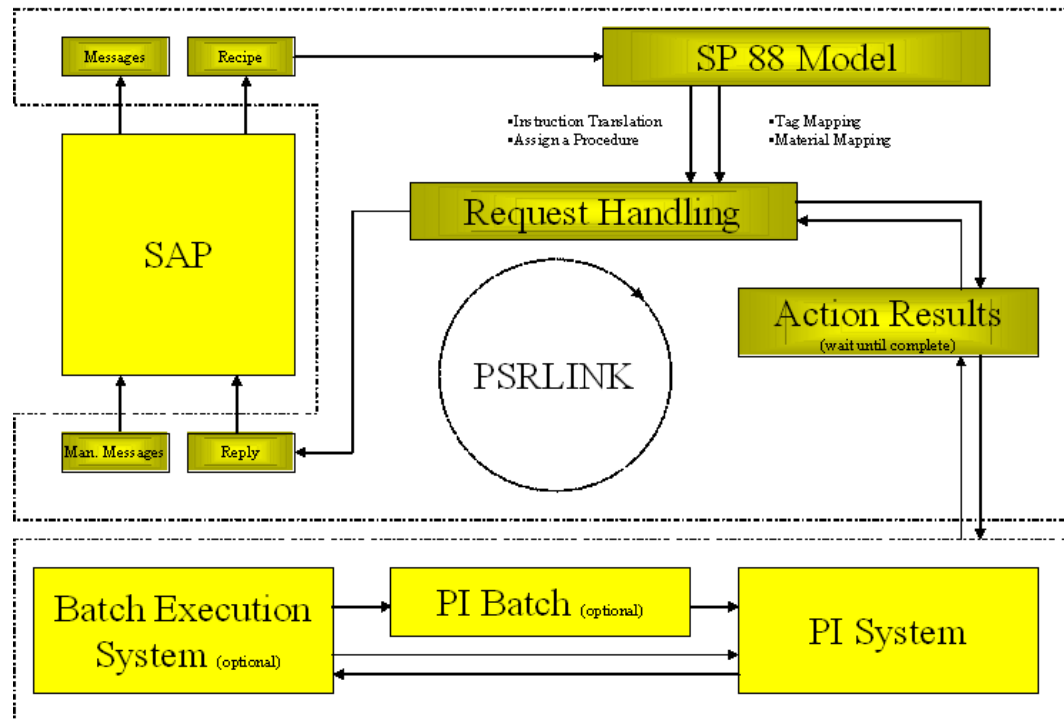 Messages
Recipe
SP 88 Model
▪Instruction Translation
▪Assign a Procedure
▪Tag Mapping
▪Material Mapping
Request Handling
SAP
Action Results
(wait until complete)
PSRLINK
Man. Messages
Reply
Batch Execution
System (optional)
PI Batch (optional)
PI System